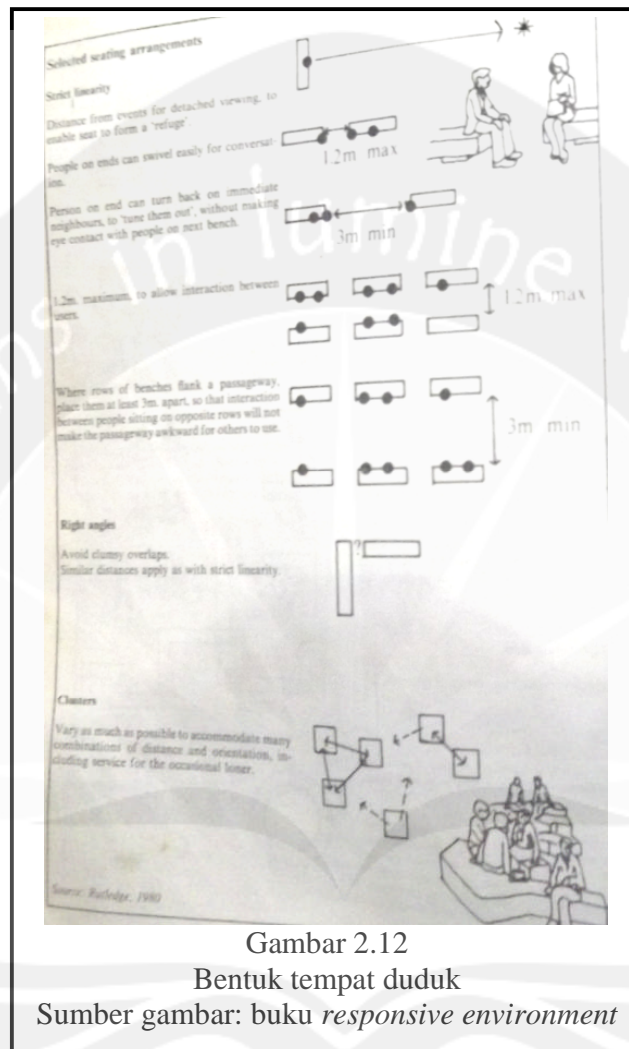 Selected seating arrangements
Strict linearity
Distance from events for detached viewing, to
enable seat to form a 'refuge'.
People on ends can swivel easily for conversat-
ion.
1.2m max
Person on end can turn back on immediate
neighbours, to 'tune them out', without making
eye contact with people on next bench.
3m min
1.2m. maximum, to allow interaction between
users.
1.2m max
Where rows of benches flank a passageway,
place them at least 3m. apart, so that interaction
between people sitting on opposite rows will not
make the passageway awkward for others to use.
3m min
Right angles
Avoid clumsy overlaps.
Similar distances apply as with strict linearity.
?
Clusters
Vary as much as possible to accommodate many
combinations of distance and orientation, in-
cluding service for the occasional loner.
Source: Rutledge, 1980
Gambar 2.12
Bentuk tempat duduk
Sumber gambar: buku responsive environment
ns in lumine